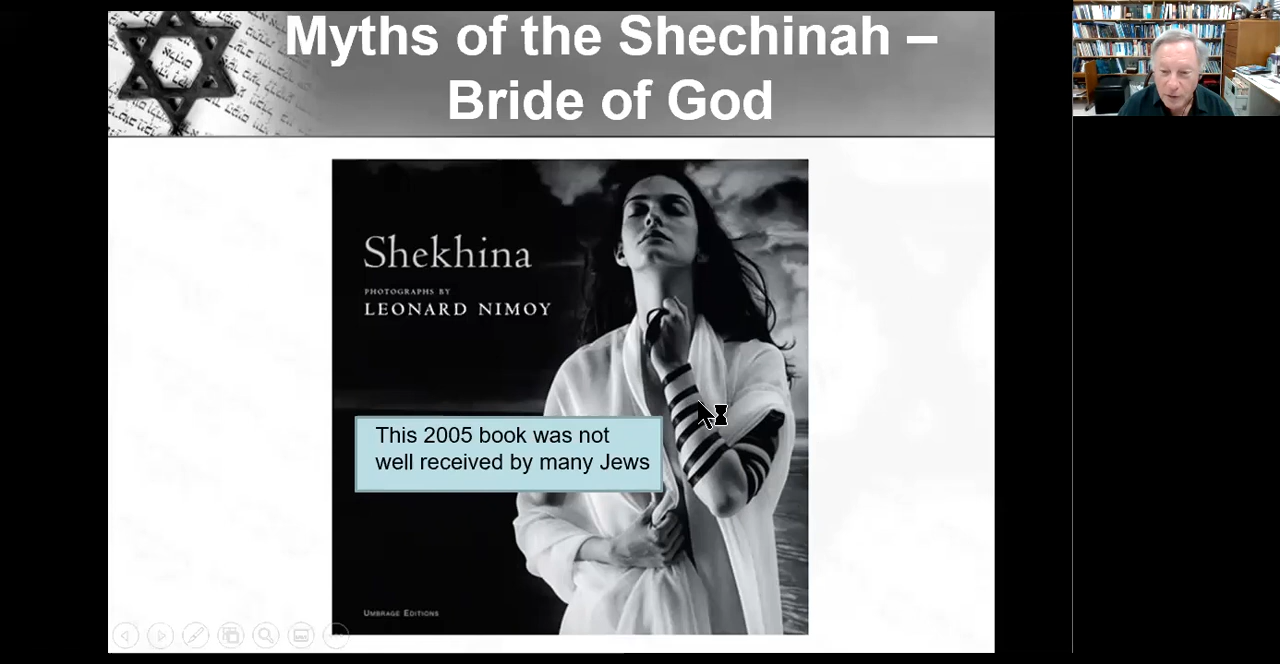 Myths of the Shechinah –
Bride of God
Shekhina
PHOTOGRAPHS BY
LEONARD NIMOY
This 2005 book was not
well received by many Jews
UMBRAGE EDITIONS